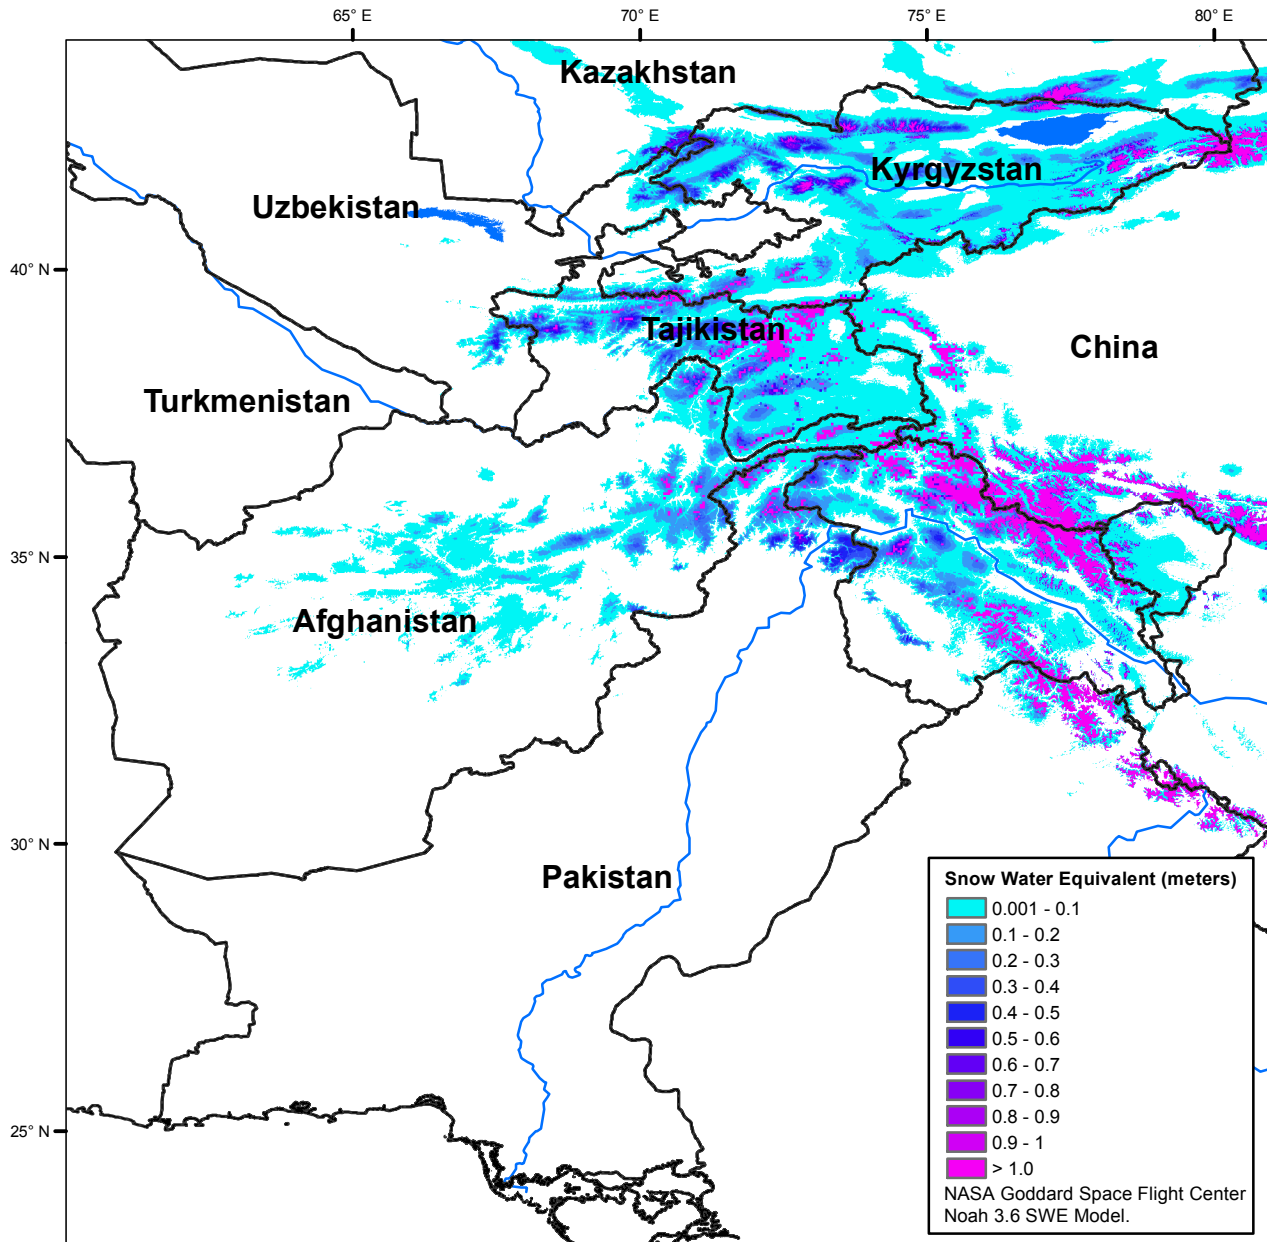 65° E
70° E
75° E
80° E
Kazakhstan
Kyrgyzstan
Uzbekistan
40° N
Tajikistan
China
Turkmenistan
35° N
Afghanistan
30° N
Pakistan
25° N
Snow Water Equivalent (meters)
0.001 - 0.1
0.1 - 0.2
0.2 - 0.3
0.3 - 0.4
0.4 - 0.5
0.5 - 0.6
0.6 - 0.7
0.7 - 0.8
0.8 - 0.9
0.9 - 1
> 1.0
NASA Goddard Space Flight Center
Noah 3.6 SWE Model.